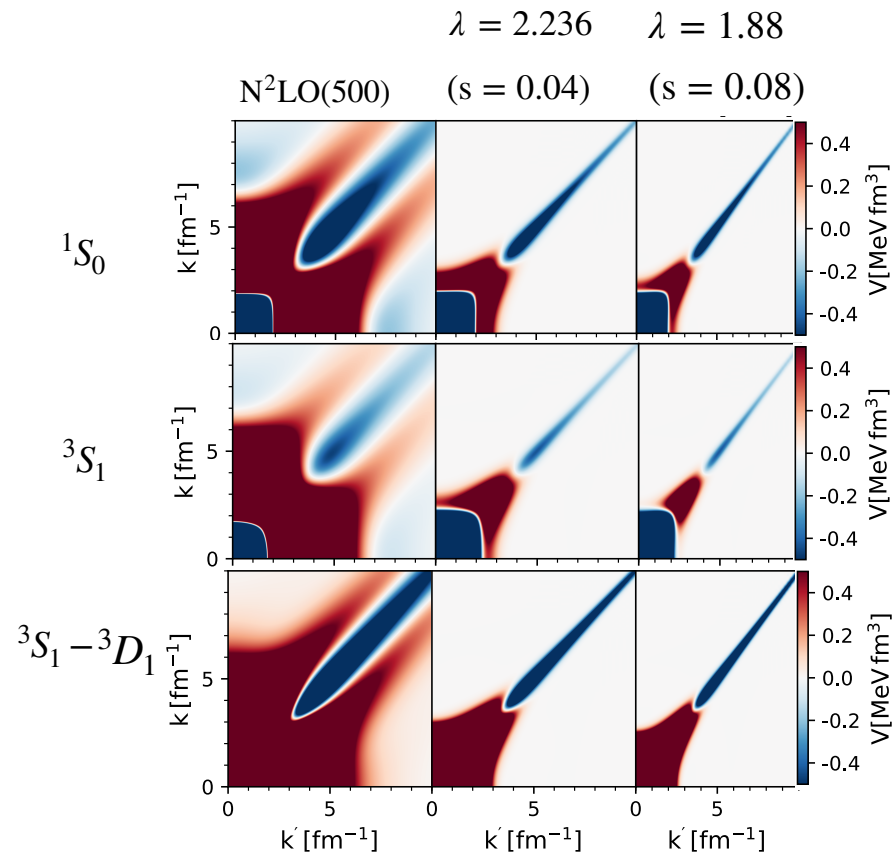 λ = 2.236 λ = 1.88
N²LO(500) (s = 0.04) (s = 0.08)
¹S₀
k [fm⁻¹]
5
0
0.4
0.2
0.0
-0.2
-0.4
V[MeV fm³]
³S₁
k [fm⁻¹]
5
0
0.4
0.2
0.0
-0.2
-0.4
V[MeV fm³]
³S₁ – ³D₁
k [fm⁻¹]
5
0
0.4
0.2
0.0
-0.2
-0.4
V[MeV fm³]
0 5 0 5 0 5
k′ [fm⁻¹] k′ [fm⁻¹] k′ [fm⁻¹]